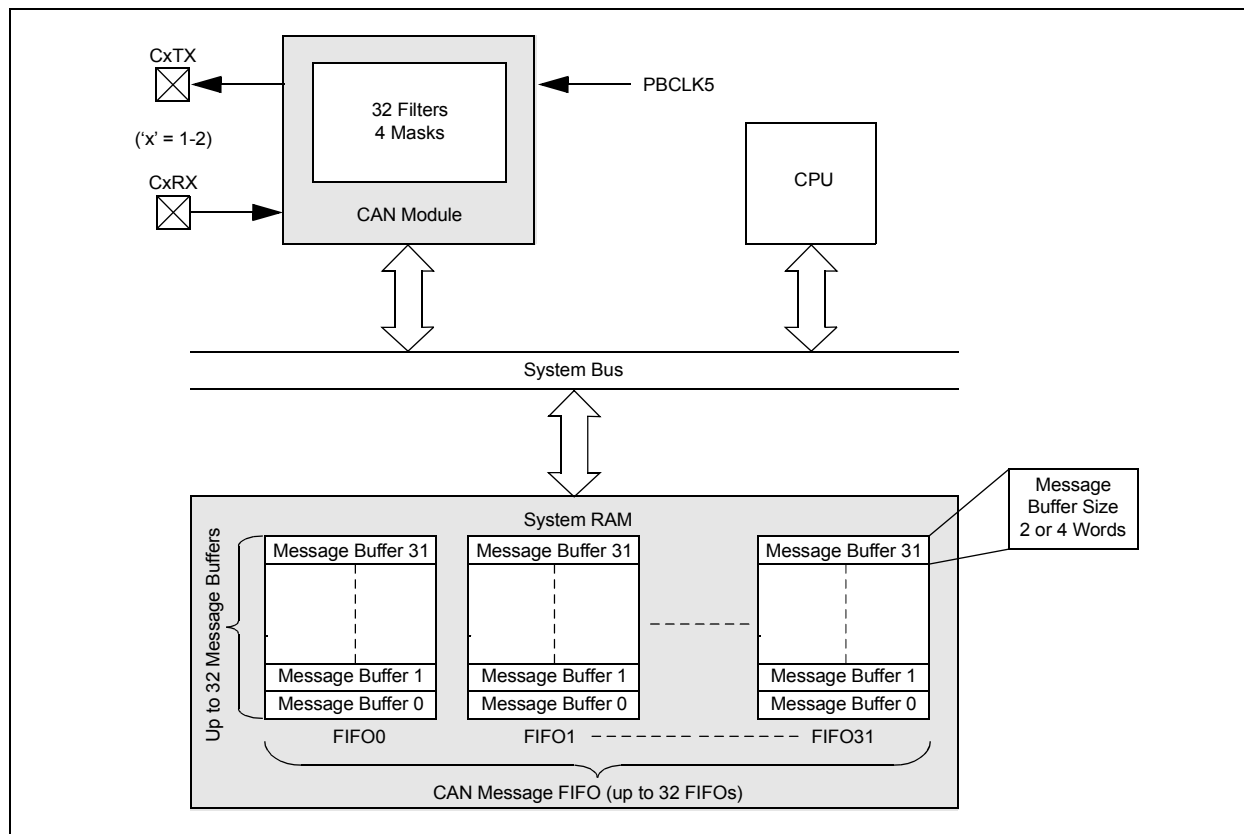 CxTX
PBCLK5
32 Filters
4 Masks
(‘x’ = 1-2)
CxRX
CPU
CAN Module
System Bus
Message
Buffer Size
2 or 4 Words
System RAM
Up to 32 Message Buffers
Message Buffer 31
Message Buffer 31
Message Buffer 31
Message Buffer 1
Message Buffer 1
Message Buffer 1
Message Buffer 0
Message Buffer 0
Message Buffer 0
FIFO0
FIFO1
FIFO31
CAN Message FIFO (up to 32 FIFOs)